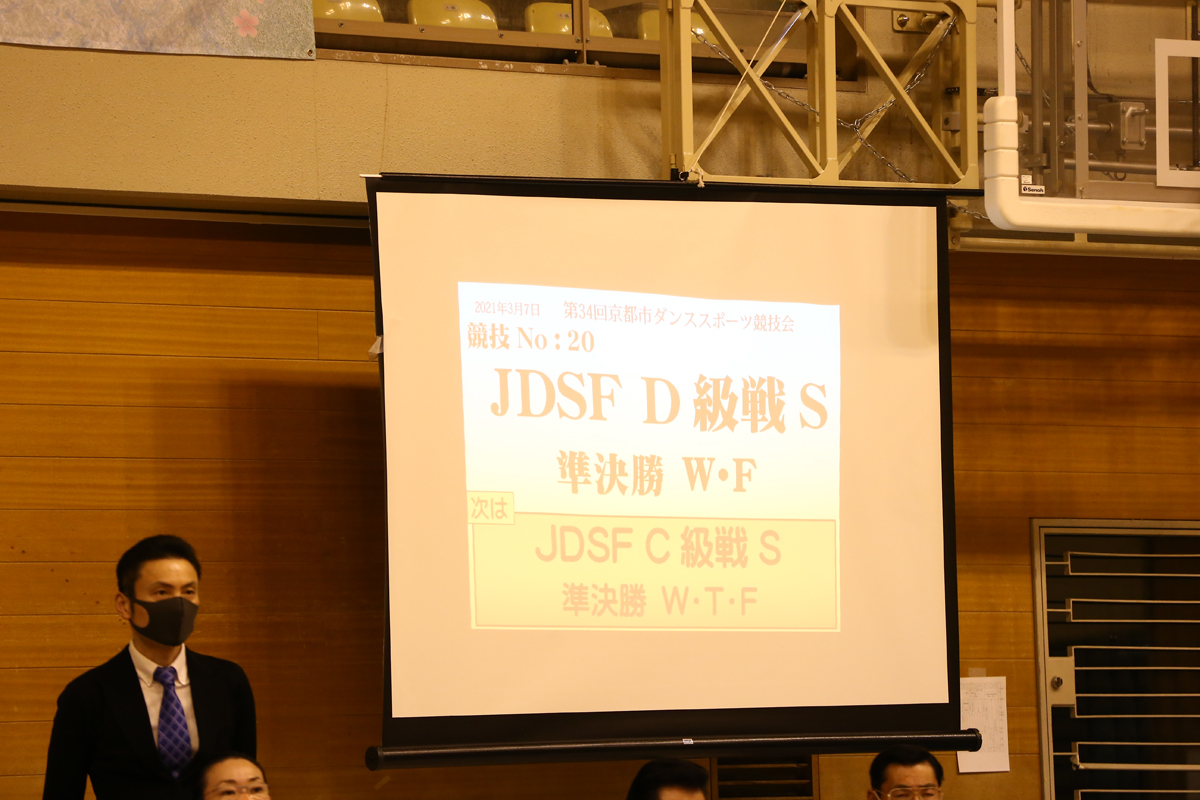 2021年3月7日 第34回京都市ダンススポーツ競技会
競技 No : 20
JDSF D 級戦 S
準決勝 W・F
次は
JDSF C 級戦 S
準決勝 W・T・F
Senoh